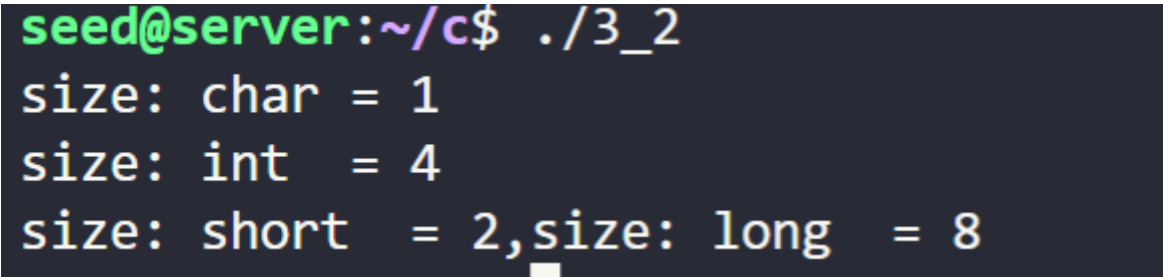 seed@server:~/c$ ./3_2
size: char = 1
size: int  = 4
size: short  = 2,size: long  = 8